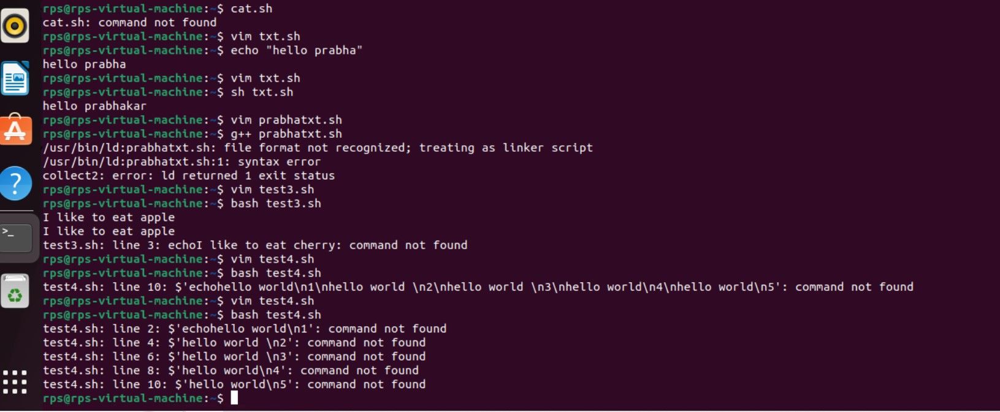 rps@rps-virtual-machine:~$ cat.sh
cat.sh: command not found
rps@rps-virtual-machine:~$ vim txt.sh
rps@rps-virtual-machine:~$ echo "hello prabha"
hello prabha
rps@rps-virtual-machine:~$ vim txt.sh
rps@rps-virtual-machine:~$ sh txt.sh
hello prabhakar
rps@rps-virtual-machine:~$ vim prabhatxt.sh
rps@rps-virtual-machine:~$ g++ prabhatxt.sh
/usr/bin/ld:prabhatxt.sh: file format not recognized; treating as linker script
/usr/bin/ld:prabhatxt.sh:1: syntax error
collect2: error: ld returned 1 exit status
rps@rps-virtual-machine:~$ vim test3.sh
rps@rps-virtual-machine:~$ bash test3.sh
I like to eat apple
I like to eat apple
test3.sh: line 3: echoI like to eat cherry: command not found
rps@rps-virtual-machine:~$ vim test4.sh
rps@rps-virtual-machine:~$ bash test4.sh
test4.sh: line 10: $'echohello world\n1\nhello world \n2\nhello world \n3\nhello world\n4\nhello world\n5': command not found
rps@rps-virtual-machine:~$ vim test4.sh
rps@rps-virtual-machine:~$ bash test4.sh
test4.sh: line 2: $'echohello world\n1': command not found
test4.sh: line 4: $'hello world \n2': command not found
test4.sh: line 6: $'hello world \n3': command not found
test4.sh: line 8: $'hello world\n4': command not found
test4.sh: line 10: $'hello world\n5': command not found
rps@rps-virtual-machine:~$